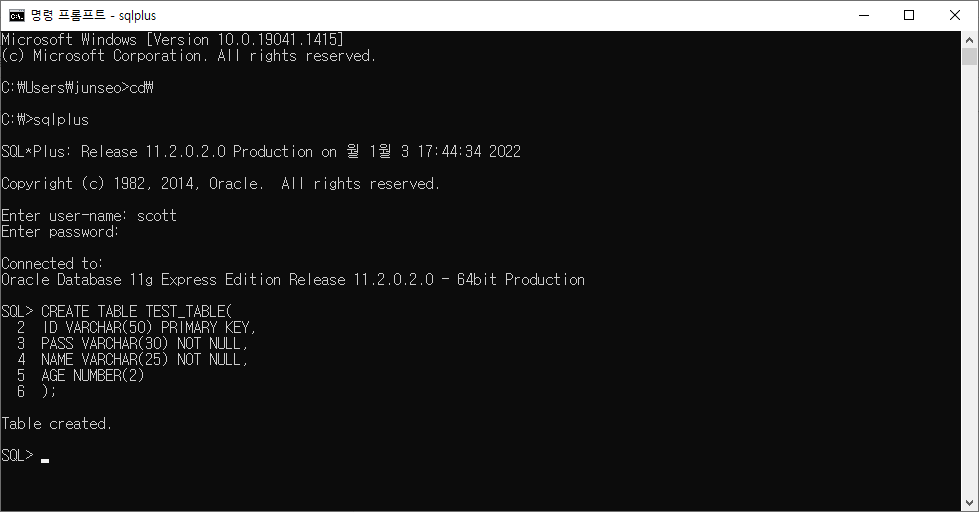 명령 프롬프트 - sqlplus
Microsoft Windows [Version 10.0.19041.1415]
(c) Microsoft Corporation. All rights reserved.
C:₩Users₩junseo>cd₩
C:₩>sqlplus
SQL*Plus: Release 11.2.0.2.0 Production on 월 1월 3 17:44:34 2022
Copyright (c) 1982, 2014, Oracle.  All rights reserved.
Enter user-name: scott
Enter password:
Connected to:
Oracle Database 11g Express Edition Release 11.2.0.2.0 - 64bit Production
SQL> CREATE TABLE TEST_TABLE(
  2  ID VARCHAR(50) PRIMARY KEY,
  3  PASS VARCHAR(30) NOT NULL,
  4  NAME VARCHAR(25) NOT NULL,
  5  AGE NUMBER(2)
  6  );
Table created.
SQL>